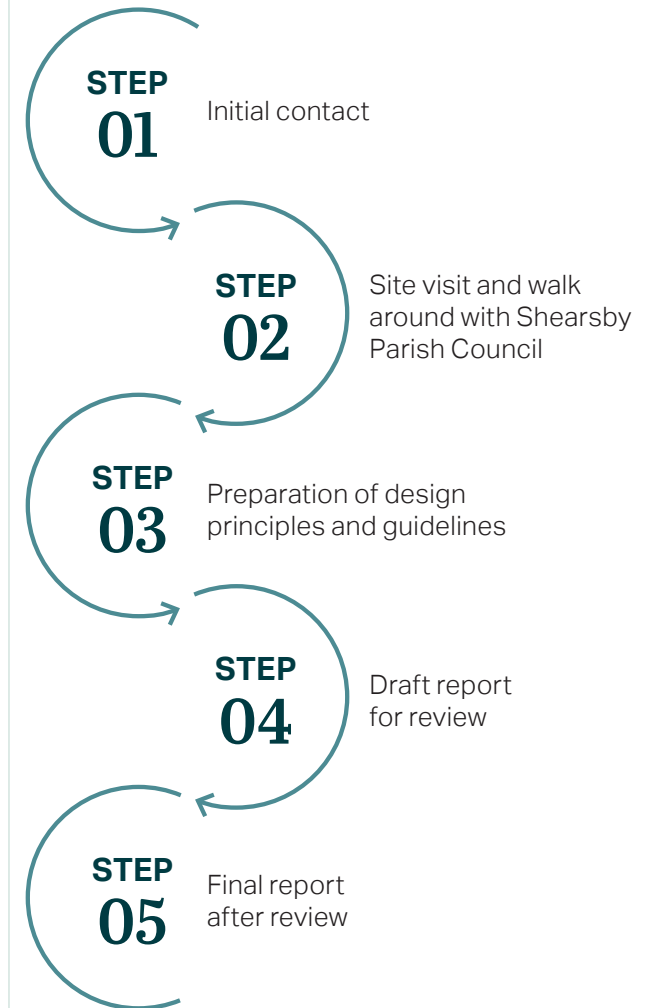 STEP
01
Initial contact
STEP
02
Site visit and walk
around with Shearsby
Parish Council
STEP
03
Preparation of design
principles and guidelines
STEP
04
Draft report
for review
STEP
05
Final report
after review